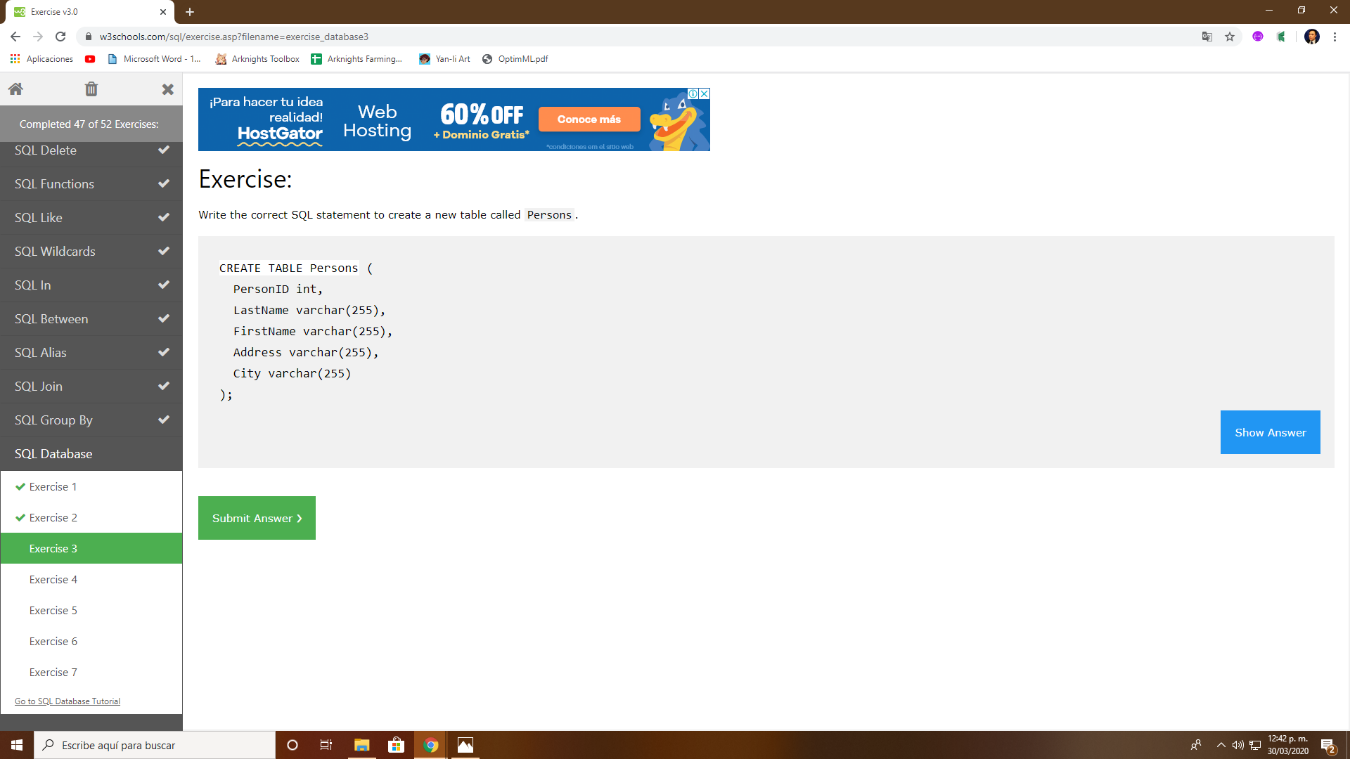 Exercise v3.0
w3schools.com/sql/exercise.asp?filename=exercise_database3
Aplicaciones
Microsoft Word - 1...
Arknights Toolbox
Arknights Farming...
Yan-li Art
OptimML.pdf
Completed 47 of 52 Exercises:
SQL Delete
SQL Functions
SQL Like
SQL Wildcards
SQL In
SQL Between
SQL Alias
SQL Join
SQL Group By
SQL Database
Exercise 1
Exercise 2
Exercise 3
Exercise 4
Exercise 5
Exercise 6
Exercise 7
Go to SQL Database Tutorial
¡Para hacer tu idea
realidad!
HostGator
Web
Hosting
60% OFF
+ Dominio Gratis*
Conoce más
*condiciones en el sitio web
Exercise:
Write the correct SQL statement to create a new table called Persons.
CREATE TABLE Persons (
PersonID int,
LastName varchar(255),
FirstName varchar(255),
Address varchar(255),
City varchar(255)
);
Show Answer
Submit Answer ❯
Escribe aquí para buscar
12:42 p. m.
30/03/2020
2